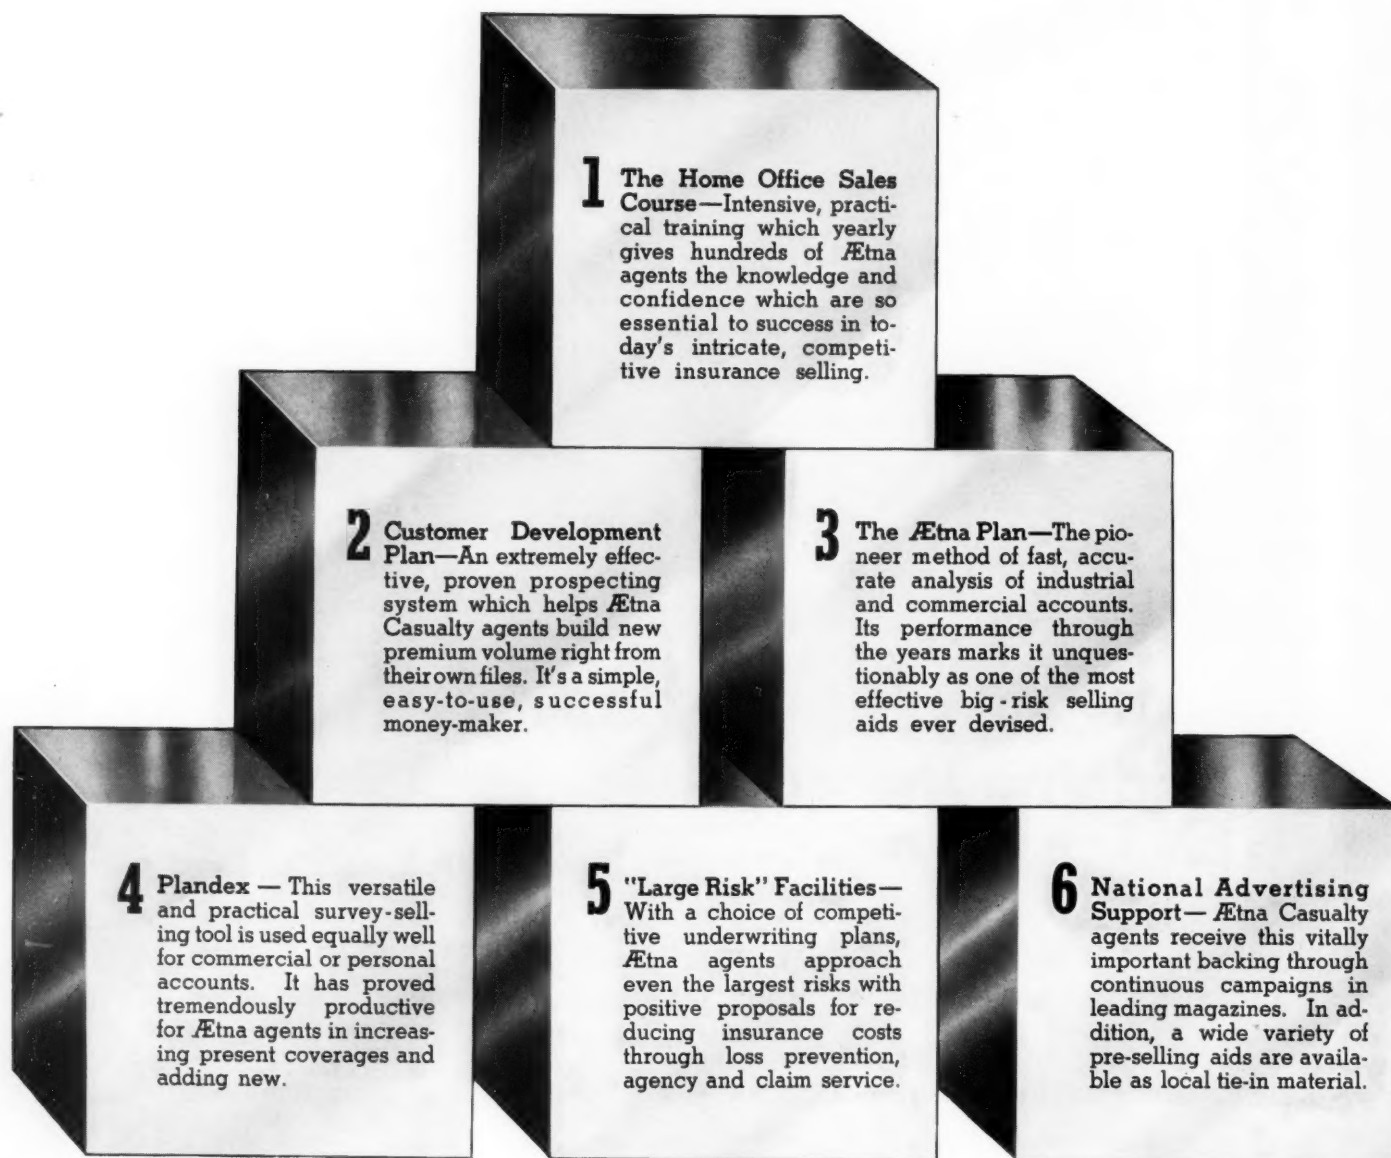 1 The Home Office Sales
Course—Intensive, practi-
cal training which yearly
gives hundreds of Ætna
agents the knowledge and
confidence which are so
essential to success in to-
day's intricate, competi-
tive insurance selling.
2 Customer Development
Plan—An extremely effec-
tive, proven prospecting
system which helps Ætna
Casualty agents build new
premium volume right from
their own files. It's a simple,
easy-to-use, successful
money-maker.
3 The Ætna Plan—The pio-
neer method of fast, accu-
rate analysis of industrial
and commercial accounts.
Its performance through
the years marks it unques-
tionably as one of the most
effective big-risk selling
aids ever devised.
4 Plandex — This versatile
and practical survey-sell-
ing tool is used equally well
for commercial or personal
accounts. It has proved
tremendously productive
for Ætna agents in increas-
ing present coverages and
adding new.
5 "Large Risk" Facilities—
With a choice of competi-
tive underwriting plans,
Ætna agents approach
even the largest risks with
positive proposals for re-
ducing insurance costs
through loss prevention,
agency and claim service.
6 National Advertising
Support— Ætna Casualty
agents receive this vitally
important backing through
continuous campaigns in
leading magazines. In ad-
dition, a wide variety of
pre-selling aids are availa-
ble as local tie-in material.